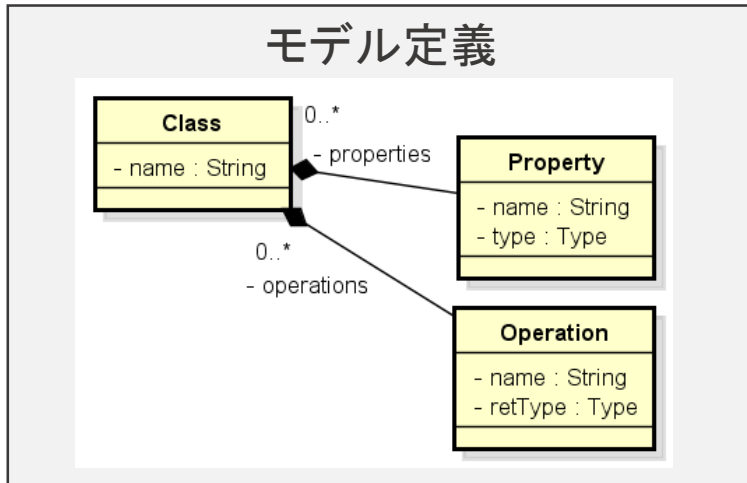 モデル定義
Class
- name : String
0..*
- properties
Property
- name : String
- type : Type
0..*
- operations
Operation
- name : String
- retType : Type